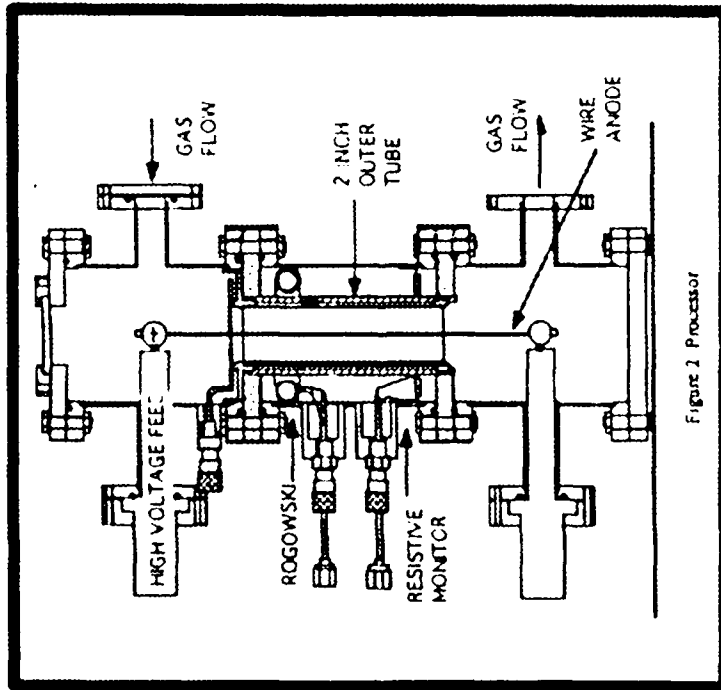 GAS
FLOW
2 INCH
OUTER
TUBE
GAS
FLOW
WIRE
ANODE
HIGH VOLTAGE FEED
ROGOWSKI
RESISTIVE
MONITOR
Figure 2 Processor